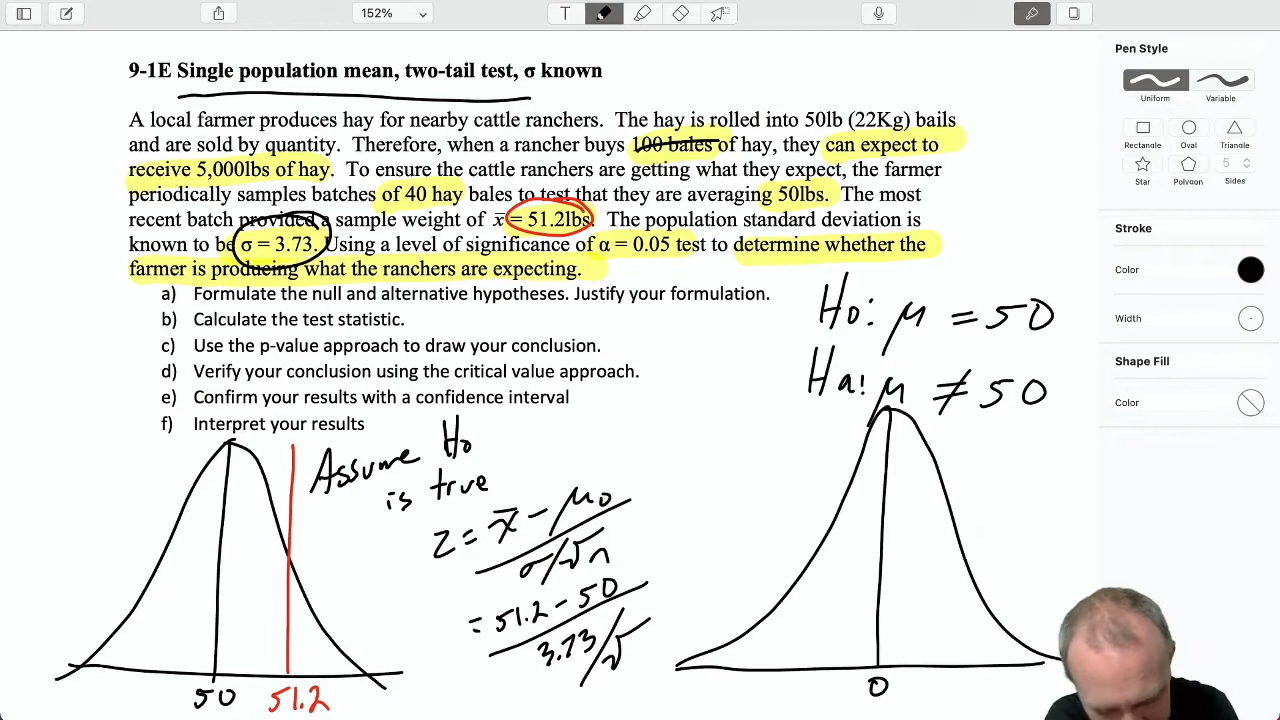 152%
T
9-1E Single population mean, two-tail test, σ known
A local farmer produces hay for nearby cattle ranchers. The hay is rolled into 50lb (22Kg) bails
and are sold by quantity. Therefore, when a rancher buys 100 bales of hay, they can expect to
receive 5,000lbs of hay. To ensure the cattle ranchers are getting what they expect, the farmer
periodically samples batches of 40 hay bales to test that they are averaging 50lbs. The most
recent batch provided a sample weight of x̄ = 51.2lbs. The population standard deviation is
known to be σ = 3.73. Using a level of significance of α = 0.05 test to determine whether the
farmer is producing what the ranchers are expecting.
a) Formulate the null and alternative hypotheses. Justify your formulation.
b) Calculate the test statistic.
c) Use the p-value approach to draw your conclusion.
d) Verify your conclusion using the critical value approach.
e) Confirm your results with a confidence interval
f) Interpret your results
Ho: μ = 50
Ha: μ ≠ 50
Assume Ho
is true
z = x̄ - μo
σ/√n
= 51.2 - 50
3.73/√
50
51.2
0
Pen Style
Uniform
Variable
Rectangle
Oval
Triangle
Star
Polygon
5
Sides
Stroke
Color
Width
Shape Fill
Color